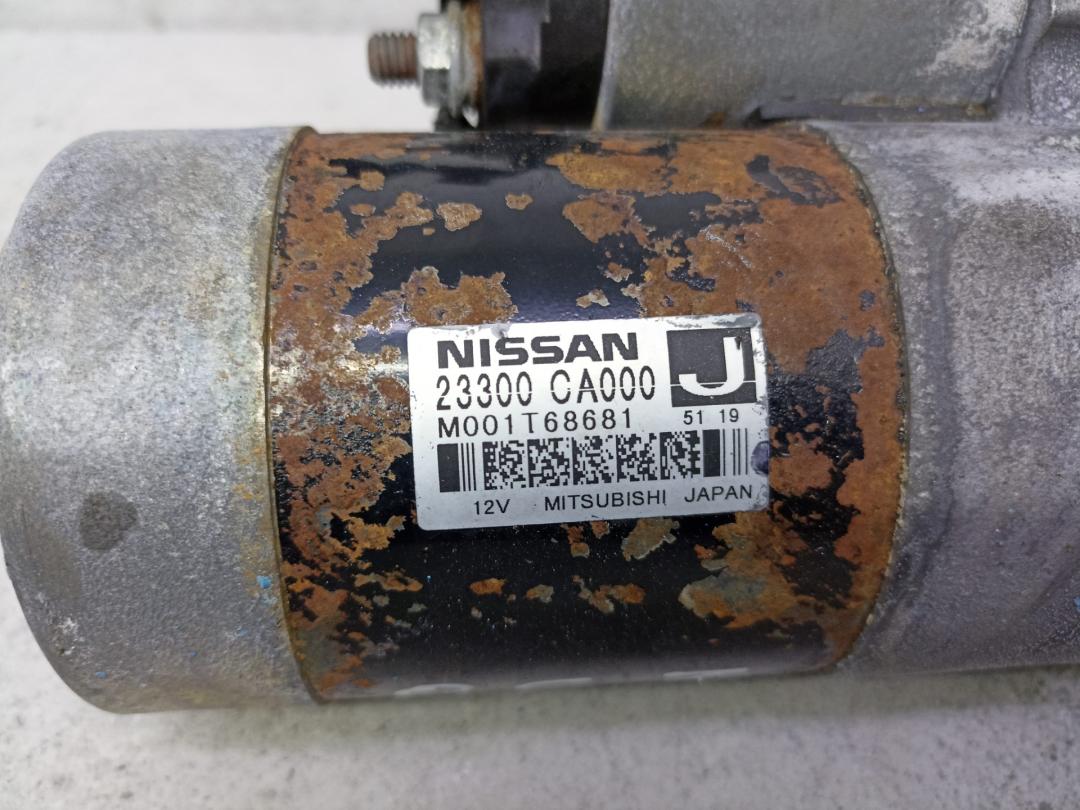 NISSAN
23300 CA000
J
M001T68681
51 19
12V MITSUBISHI JAPAN